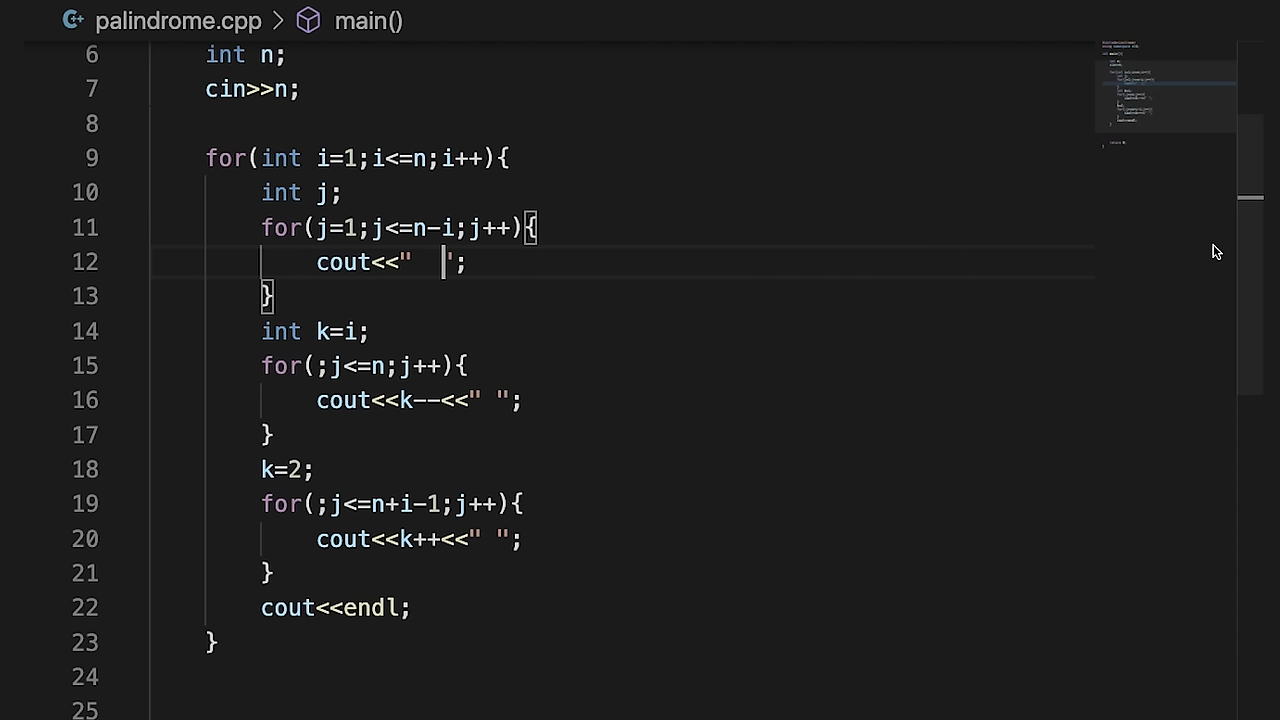 palindrome.cpp > main()
6 int n;
7 cin>>n;
8
9 for(int i=1;i<=n;i++){
10 int j;
11 for(j=1;j<=n-i;j++){
12 cout<<"  ";
13 }
14 int k=i;
15 for(;j<=n;j++){
16 cout<<k--<<" ";
17 }
18 k=2;
19 for(;j<=n+i-1;j++){
20 cout<<k++<<" ";
21 }
22 cout<<endl;
23 }
24
25